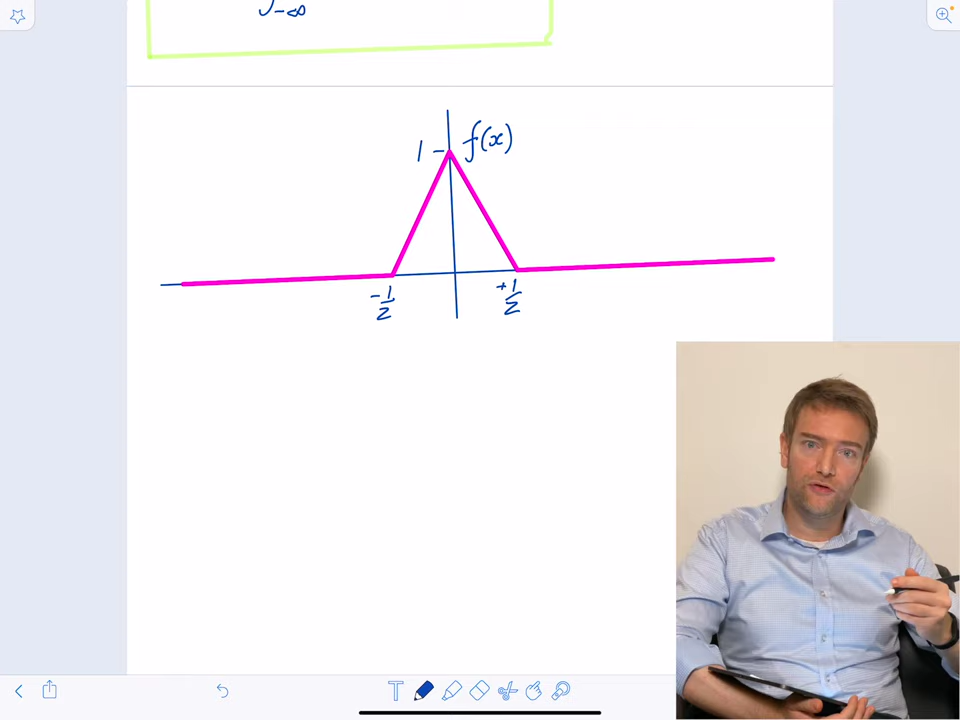 ∫-∞
1
f(x)
-1/2
+1/2
T